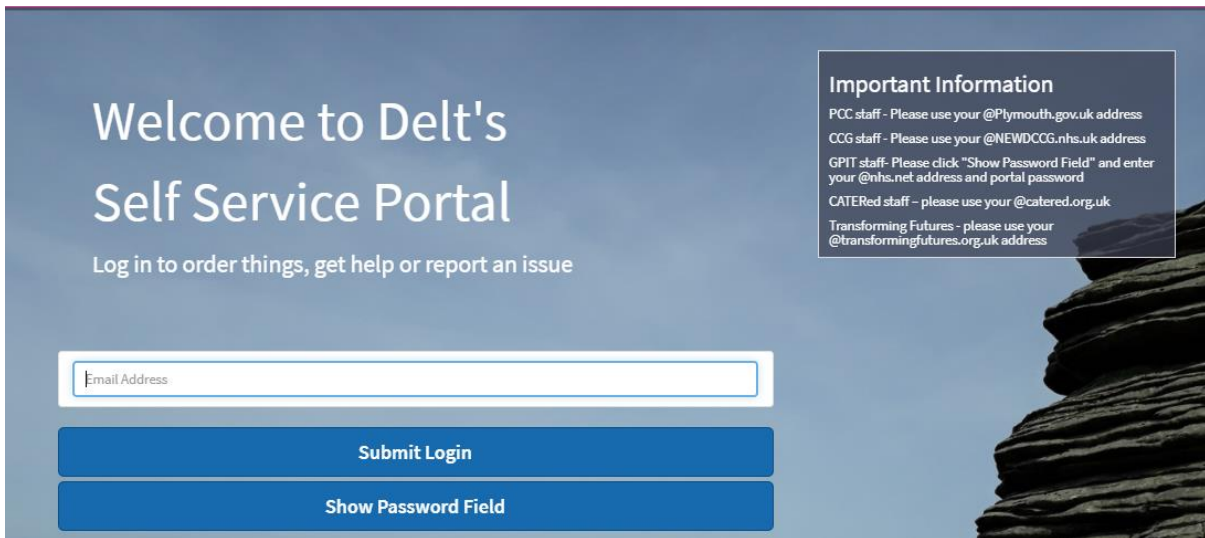 Welcome to Delt's
Self Service Portal
Log in to order things, get help or report an issue
Email Address
Submit Login
Show Password Field
Important Information
PCC staff - Please use your @Plymouth.gov.uk address
CCG staff - Please use your @NEWDCCG.nhs.uk address
GPIT staff- Please click "Show Password Field" and enter
your @nhs.net address and portal password
CATERed staff – please use your @catered.org.uk
Transforming Futures - please use your
@transformingfutures.org.uk address